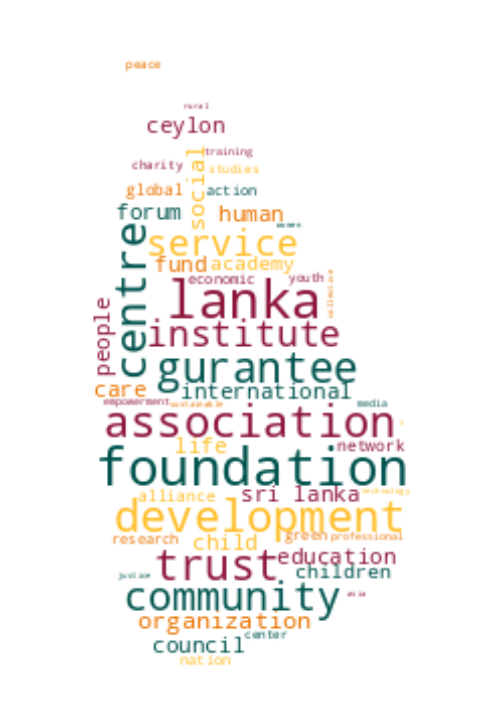 peace
rural
ceylon
training
charity
social
studies
global
action
forum
human
women
centre
service
fund
academy
economic
youth
collective
lanka
people
institute
gurantee
care
international
empowerment
sustainable
media
association
life
network
foundation
alliance
sri lanka
technology
development
research
child
green
professional
trust
education
justice
children
community
asia
organization
center
council
nation